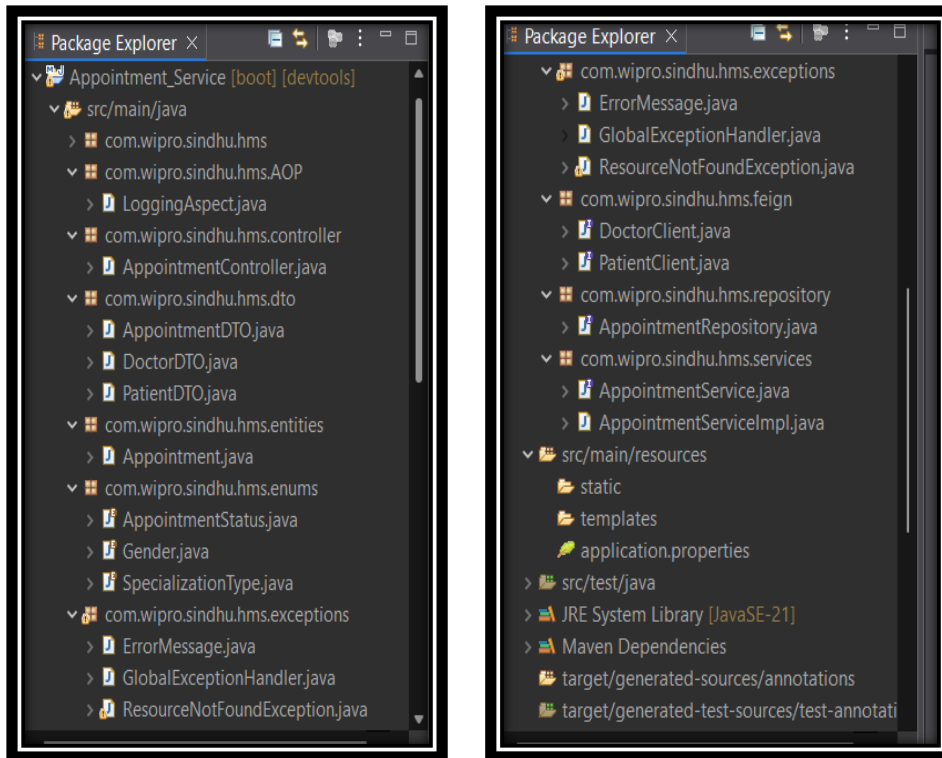 Package Explorer
Appointment_Service [boot] [devtools]
src/main/java
com.wipro.sindhu.hms
com.wipro.sindhu.hms.AOP
LoggingAspect.java
com.wipro.sindhu.hms.controller
AppointmentController.java
com.wipro.sindhu.hms.dto
AppointmentDTO.java
DoctorDTO.java
PatientDTO.java
com.wipro.sindhu.hms.entities
Appointment.java
com.wipro.sindhu.hms.enums
AppointmentStatus.java
Gender.java
SpecializationType.java
com.wipro.sindhu.hms.exceptions
ErrorMessage.java
GlobalExceptionHandler.java
ResourceNotFoundException.java
Package Explorer
com.wipro.sindhu.hms.exceptions
ErrorMessage.java
GlobalExceptionHandler.java
ResourceNotFoundException.java
com.wipro.sindhu.hms.feign
DoctorClient.java
PatientClient.java
com.wipro.sindhu.hms.repository
AppointmentRepository.java
com.wipro.sindhu.hms.services
AppointmentService.java
AppointmentServiceImpl.java
src/main/resources
static
templates
application.properties
src/test/java
JRE System Library [JavaSE-21]
Maven Dependencies
target/generated-sources/annotations
target/generated-test-sources/test-annotati